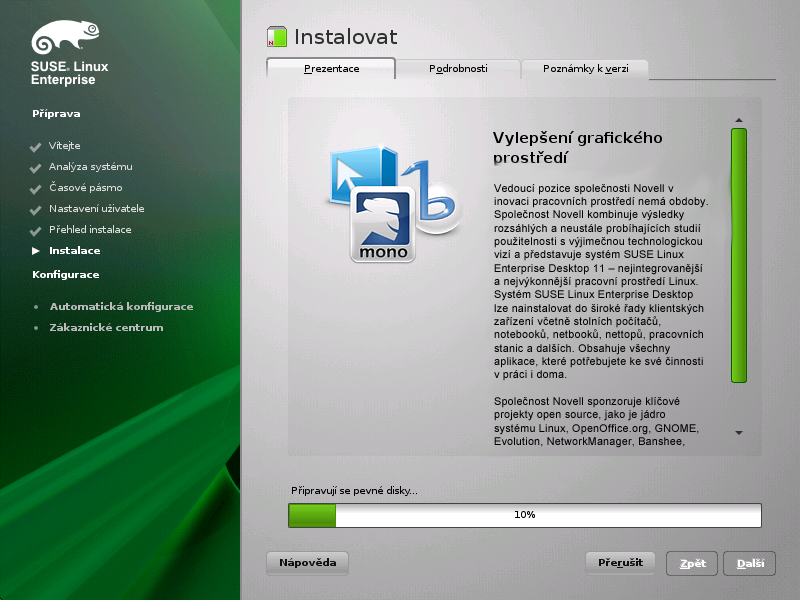 SUSE. Linux
Enterprise
Příprava
Vítejte
Analýza systému
Časové pásmo
Nastavení uživatele
Přehled instalace
Instalace
Konfigurace
Automatická konfigurace
Zákaznické centrum
Instalovat
Prezentace
Podrobnosti
Poznámky k verzi
mono
Vylepšení grafického
prostředí
Vedoucí pozice společnosti Novell v
inovaci pracovních prostředí nemá obdoby.
Společnost Novell kombinuje výsledky
rozsáhlých a neustále probíhajících studií
použitelnosti s výjimečnou technologickou
vizí a představuje systém SUSE Linux
Enterprise Desktop 11 – nejintegrovanější
a nejvýkonnější pracovní prostředí Linux.
Systém SUSE Linux Enterprise Desktop
lze nainstalovat do široké řady klientských
zařízení včetně stolních počítačů,
notebooků, netbooků, nettopů, pracovních
stanic a dalších. Obsahuje všechny
aplikace, které potřebujete ke své činnosti
v práci i doma.
Společnost Novell sponzoruje klíčové
projekty open source, jako je jádro
systému Linux, OpenOffice.org, GNOME,
Evolution, NetworkManager, Banshee,
Připravují se pevné disky...
10%
Nápověda
Přerušit
Zpět
Další